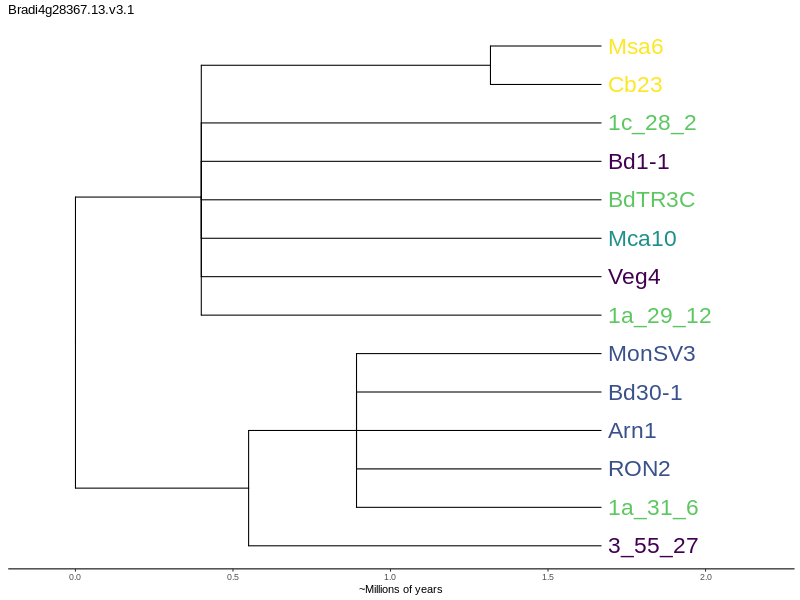 Bradi4g28367.13.v3.1
Msa6
Cb23
1c_28_2
Bd1-1
BdTR3C
Mca10
Veg4
1a_29_12
MonSV3
Bd30-1
Arn1
RON2
1a_31_6
3_55_27
0.0 0.5 1.0 1.5 2.0
~Millions of years